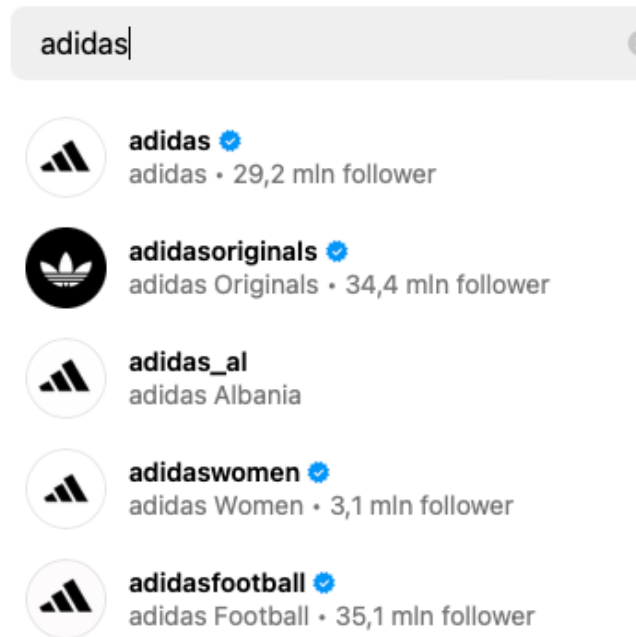 adidas
adidas
adidas • 29,2 mln follower
adidasoriginals
adidas Originals • 34,4 mln follower
adidas_al
adidas Albania
adidaswomen
adidas Women • 3,1 mln follower
adidasfootball
adidas Football • 35,1 mln follower